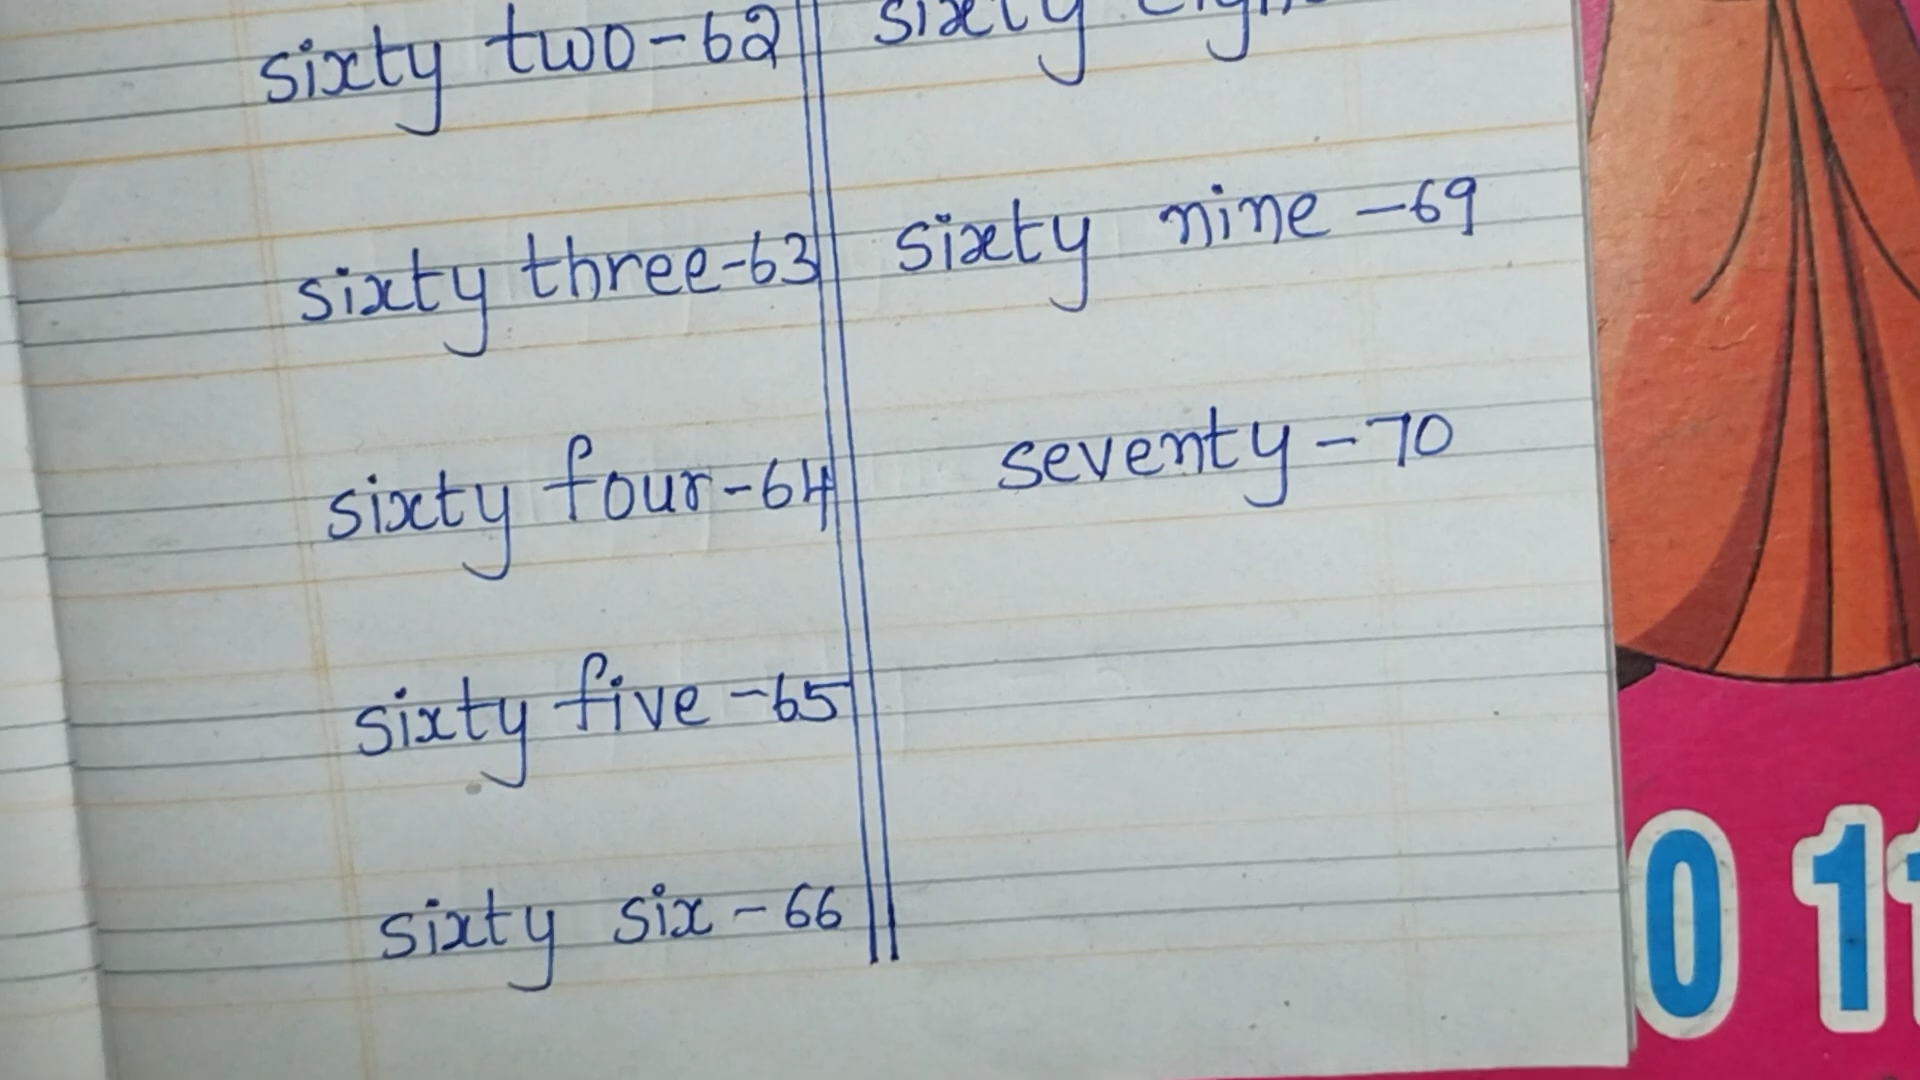 sixty two-62
sixty three-63
sixty four-64
sixty five-65
sixty six-66
sixty
sixty nine-69
seventy-70
0 1